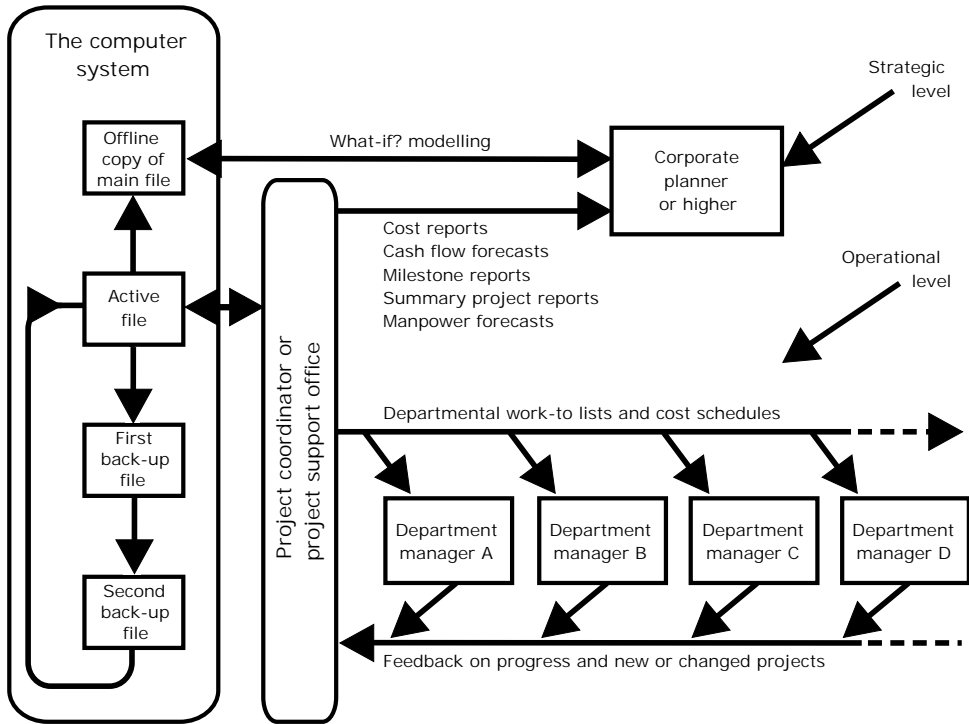 The computer
system
Offline
copy of
main file
Active
file
First
back-up
file
Second
back-up
file
Project coordinator or
project support office
What-if? modelling
Corporate
planner
or higher
Strategic
level
Cost reports
Cash flow forecasts
Milestone reports
Summary project reports
Manpower forecasts
Operational
level
Departmental work-to lists and cost schedules
Department
manager A
Department
manager B
Department
manager C
Department
manager D
Feedback on progress and new or changed projects